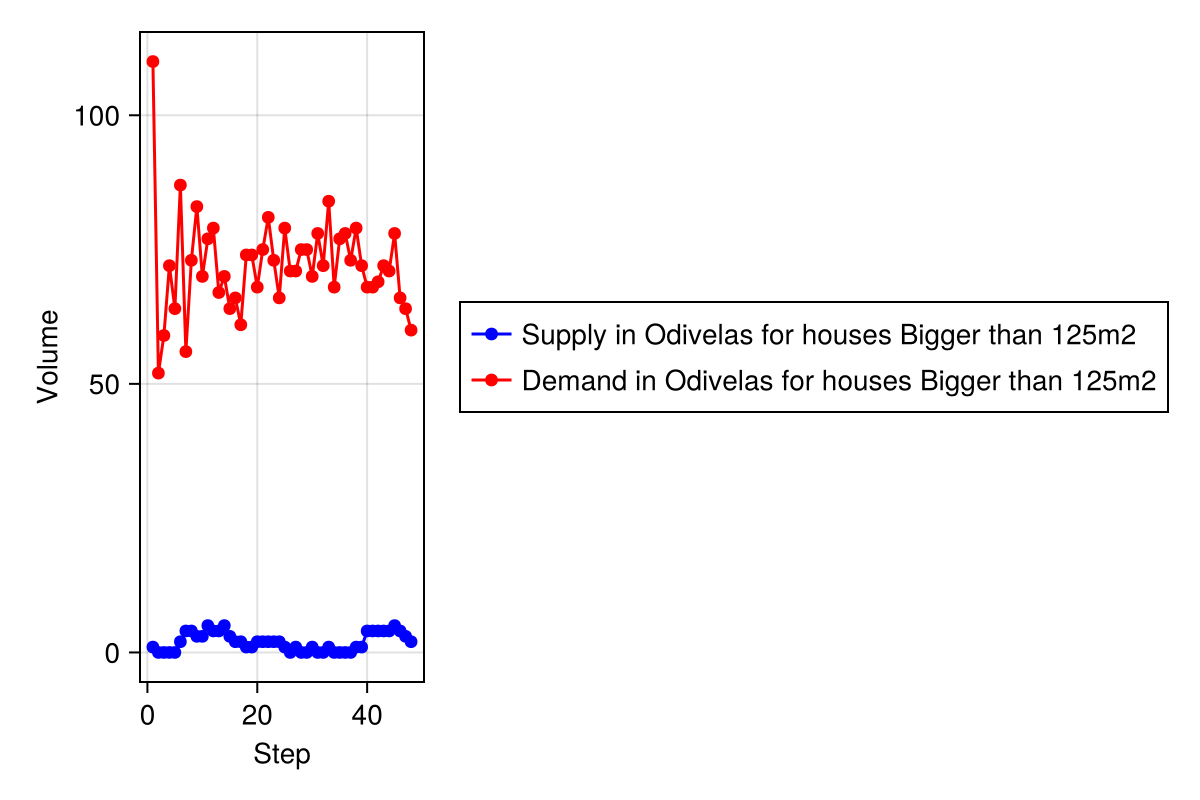 100
50
0
Volume
0 20 40
Step
Supply in Odivelas for houses Bigger than 125m2
Demand in Odivelas for houses Bigger than 125m2